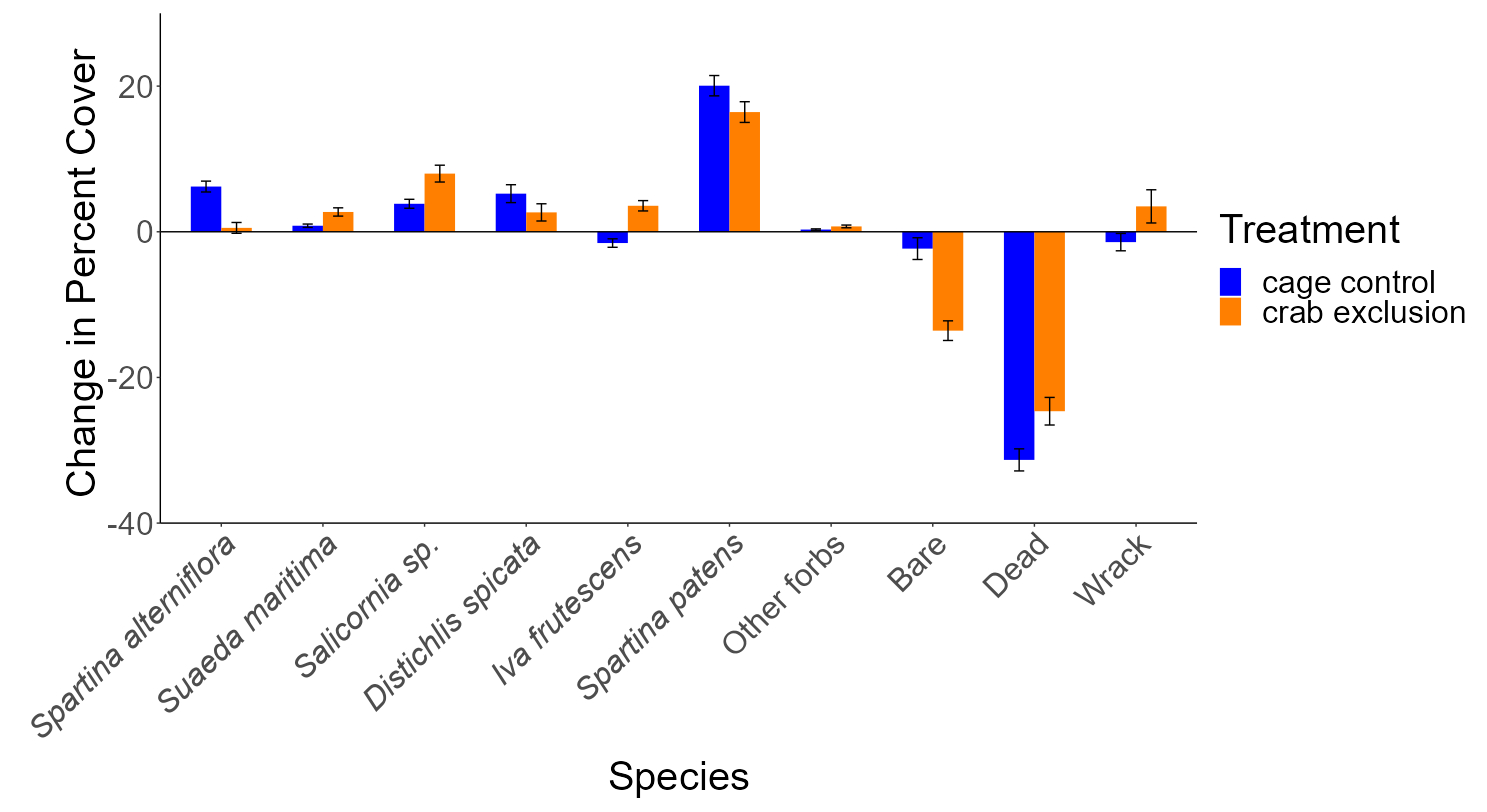 Change in Percent Cover
20
0
-20
-40
Spartina alterniflora
Suaeda maritima
Salicornia sp.
Distichlis spicata
Iva frutescens
Spartina patens
Other forbs
Bare
Dead
Wrack
Species
Treatment
cage control
crab exclusion